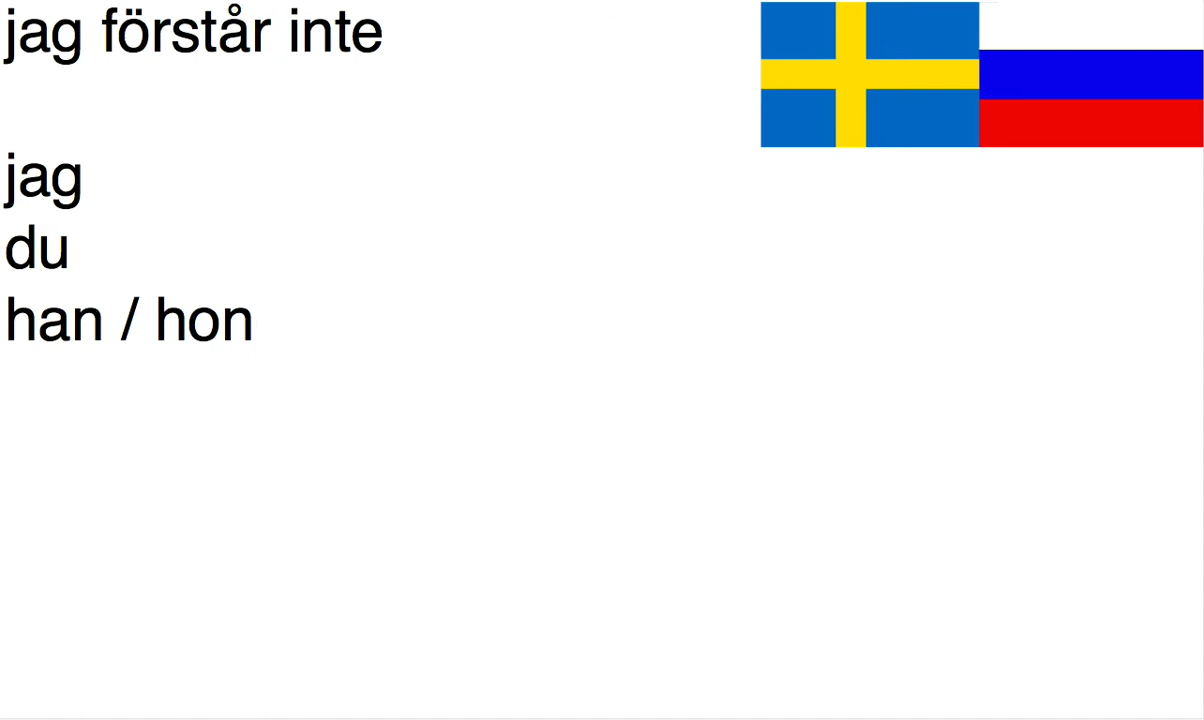 jag förstår inte
jag
du
han / hon